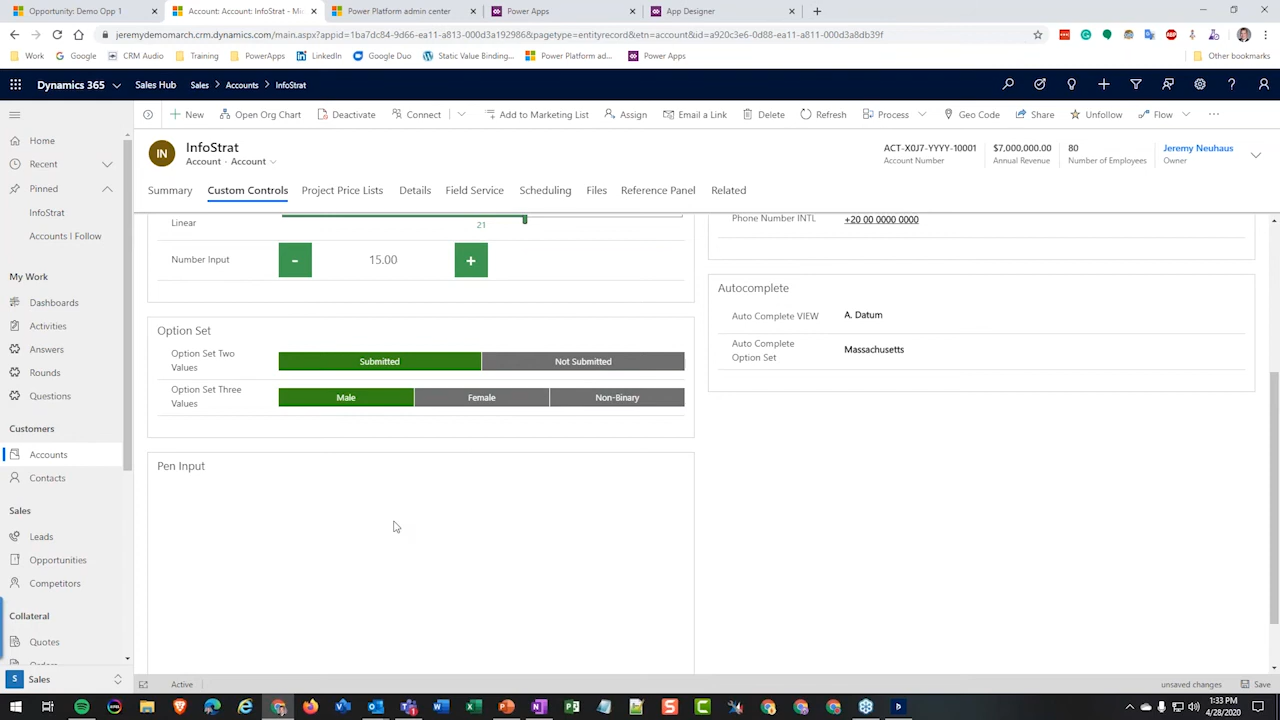 Opportunity: Demo Opp 1
Account: Account: InfoStrat - Mic
Power Platform admin center
Power Apps
App Designer
jeremydemomarch.crm.dynamics.com/main.aspx?appid=1ba7dc84-9d66-ea11-a813-000d3a192986&pagetype=entityrecord&etn=account&id=a920c3e6-0d88-ea11-a811-000d3a8db39f
Work
Google
CRM Audio
Training
PowerApps
LinkedIn
Google Duo
Static Value Binding...
Power Platform ad...
Power Apps
Other bookmarks
Dynamics 365
Sales Hub
Sales > Accounts > InfoStrat
New
Open Org Chart
Deactivate
Connect
Add to Marketing List
Assign
Email a Link
Delete
Refresh
Process
Geo Code
Share
Unfollow
Flow
IN
InfoStrat
Account · Account
ACT-X0J7-YYYY-10001
Account Number
$7,000,000.00
Annual Revenue
80
Number of Employees
Jeremy Neuhaus
Owner
Summary
Custom Controls
Project Price Lists
Details
Field Service
Scheduling
Files
Reference Panel
Related
Home
Recent
Pinned
InfoStrat
Accounts I Follow
My Work
Dashboards
Activities
Answers
Rounds
Questions
Customers
Accounts
Contacts
Sales
Leads
Opportunities
Competitors
Collateral
Quotes
S
Sales
Linear
21
Number Input
-
15.00
+
Option Set
Option Set Two
Values
Submitted
Not Submitted
Option Set Three
Values
Male
Female
Non-Binary
Pen Input
Phone Number INTL
+20 00 0000 0000
Autocomplete
Auto Complete VIEW
A. Datum
Auto Complete
Option Set
Massachusetts
Active
unsaved changes
Save
1:33 PM
4/28/2020